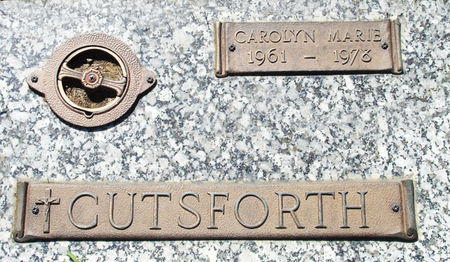 CAROLYN MARIE
1961 – 1978
CUTSFORTH